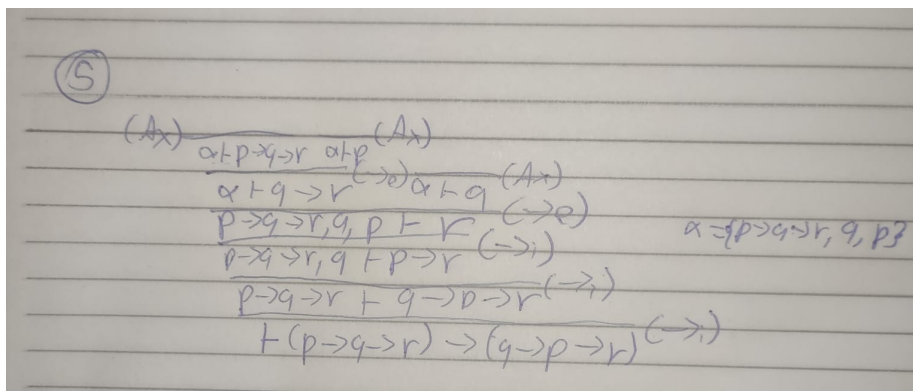 5
(Ax) (Ax)
α⊢p→q→r α⊢p
(→e) (Ax)
α⊢q→r α⊢q
(→e)
p→q→r,q,p⊢r
(→i) α={p→q→r,q,p}
p→q→r,q⊢p→r
(→i)
p→q→r⊢q→p→r
(→i)
⊢(p→q→r)→(q→p→r)